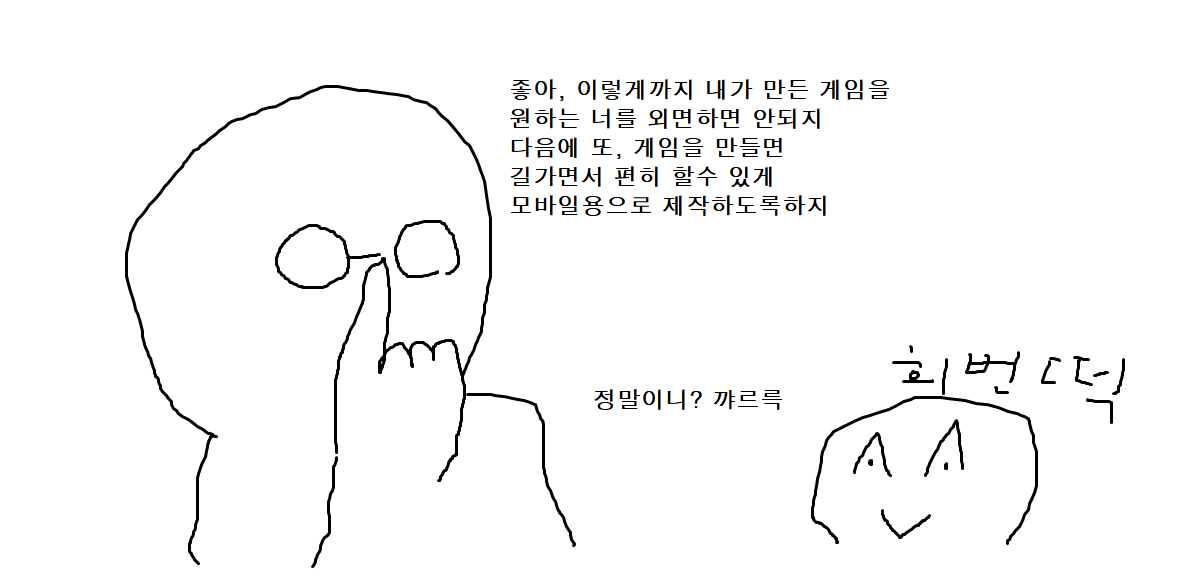 좋아, 이렇게까지 내가 만든 게임을
원하는 너를 외면하면 안되지
다음에 또, 게임을 만들면
길가면서 편히 할수 있게
모바일용으로 제작하도록하지
정말이니? 꺄르륵
희번떡